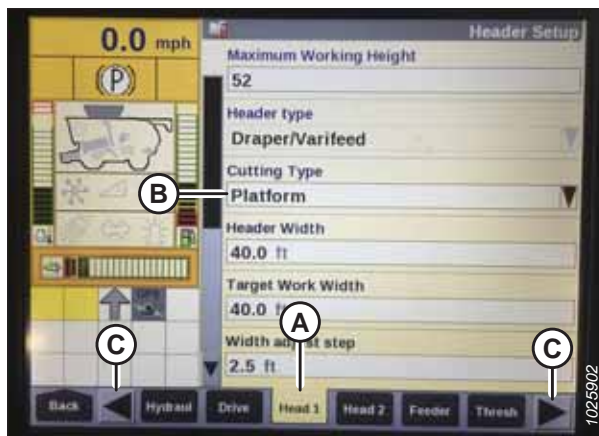 0.0 mph
(P)
Header Setup
Maximum Working Height
52
Header type
Draper/Varifeed
Cutting Type
B
Platform
Header Width
40.0 ft
Target Work Width
40.0 ft
A
Width adjust step
C
C
2.5 ft
Back
Hydraul
Drive
Head 1
Head 2
Feeder
Thresh
1025902